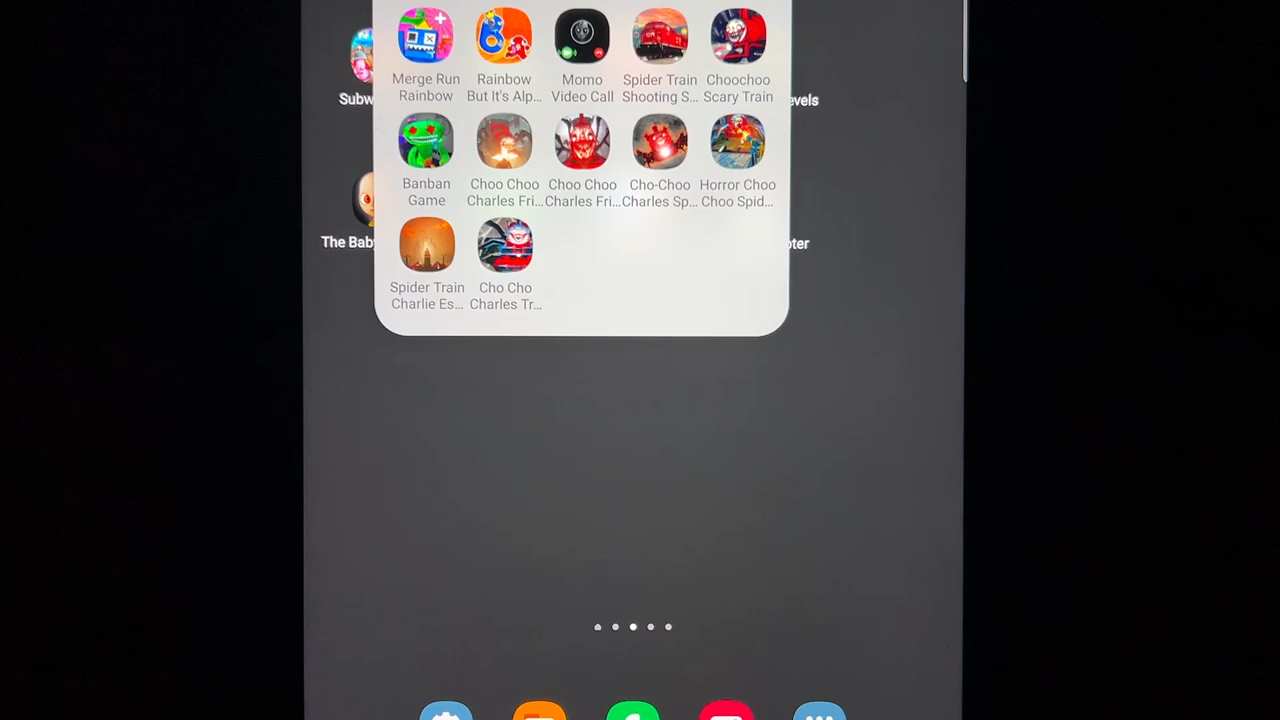 Merge Run
Rainbow
Rainbow
But It's Alp...
Momo
Video Call
Spider Train
Shooting S...
Choochoo
Scary Train
Subw
evels
Banban
Game
Choo Choo
Charles Fri...
Choo Choo
Charles Fri...
Cho-Choo
Charles Sp...
Horror Choo
Choo Spid...
The Bab
oter
Spider Train
Charlie Es...
Cho Cho
Charles Tr...